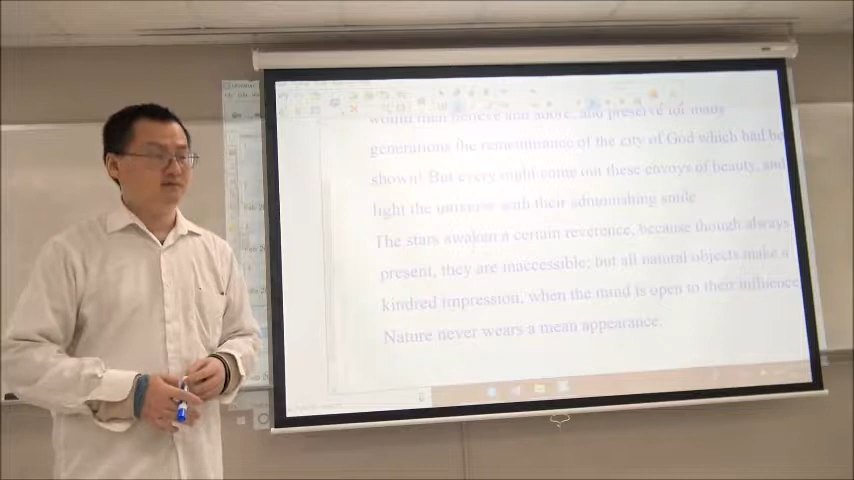 would then believe and adore; and preserve for many
generations the remembrance of the city of God which had be
shown! But every night come out these envoys of beauty, and
light the universe with their admonishing smile
The stars awaken a certain reverence, because though always
present, they are inaccessible; but all natural objects make a
kindred impression, when the mind is open to their influence
Nature never wears a mean appearance.